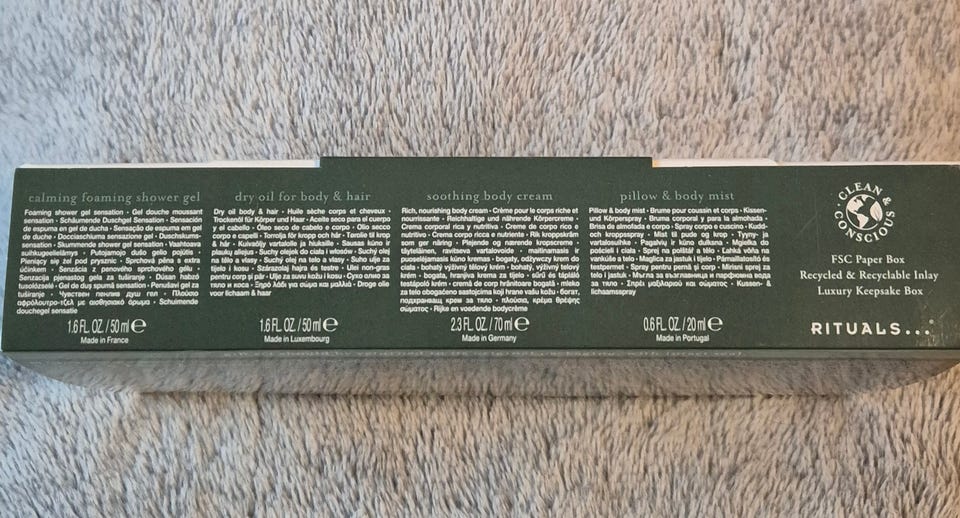 calming foaming shower gel
Foaming shower gel sensation • Gel douche moussant
sensation • Schäumende Duschgel Sensation • Sensación
de espuma en gel de ducha • Sensação de espuma em gel
de ducha • Docciaschiuma sensazione gel • Duschskum-
sensation • Skummende shower gel sensation • Vaahtoava
suihkugeelielämys • Putojamojo dušo gelio pojūtis •
Pieniący się żel pod prysznic • Sprchová pěna s extra
účinkem • Senzácia z penového sprchového gélu •
Senzacija penastega gela za tuširanje • Dúsan habzó
tusolózselé • Gel de duș spumă senzație • Penušavi gel za
tuširanje • Чувствен пенлив душ гел • Πλούσιο
αφρόλουτρο-τζελ με αισθησιακό άρωμα • Schuimende
douchegel sensatie
1.6 FL. OZ. / 50 ml ℮
Made in France
dry oil for body & hair
Dry oil body & hair • Huile sèche corps et cheveux •
Trockenöl für Körper und Haar • Aceite seco para el cuerpo
y el cabello • Óleo seco de cabelo e corpo • Olio secco
corpo e capelli • Torrolja för kropp och hår • Tørolie til krop
& hår • Kuivaöljy vartalolle ja hiuksille • Sausas kūno ir
plaukų aliejus • Suchy olejek do ciała i włosów • Suchý olej
na tělo a vlasy • Suchý olej na telo a vlasy • Suho ulje za
tijelo i kosu • Szárazolaj hajra és testre • Ulei non-gras
pentru corp și păr • Ulje za suvu kožu i kosu • Сухо олио за
тяло и коса • Ξηρό λάδι για σώμα και μαλλιά • Droge olie
voor lichaam & haar
1.6 FL. OZ. / 50 ml ℮
Made in Luxembourg
soothing body cream
Rich, nourishing body cream • Crème pour le corps riche et
nourissante • Reichhaltige und nährende Körpercreme •
Crema corporal rica y nutritiva • Creme de corpo rico e
nutritivo • Crema corpo ricca e nutriente • Rik kroppskräm
som ger näring • Plejende og nærende kropscreme •
täyteläinen, ravitseva vartalovoide • maitinamasis ir
puoselėjamasis kūno kremas • bogaty, odżywczy krem do
ciała • bohatý výživný tělový krém • bohatý, výživný telový
krém • bogata, hranjiva krema za tijelo • sűrű és tápláló
testápoló krém • cremă de corp hrănitoare bogată • mleko
za telo obogaćeno sastojcima koji hrane vašu kožu • богат,
подхранващ крем за тяло • πλούσια, κρέμα θρέψης
σώματος • Rijke en voedende bodycrème
2.3 FL. OZ. / 70 ml ℮
Made in Germany
pillow & body mist
Pillow & body mist • Brume pour coussin et corps • Kissen-
und Körperspray • Bruma corporal y para la almohada •
Brisa de almofada e corpo • Spray corpo e cuscino • Kudd-
och kroppsspray • Mist til pude og krop • Tyyny-
vartalosuihke • Pagalvių ir kūno dulksna • Mgiełka do
pościeli i ciała • Sprej na polštář a tělo • Ľahká vôňa na
vankúše a telo • Maglica za jastuk i tijelo • Párnaillatosító és
testpermet • Spray pentru pernă și corp • Mirisni sprej za
jastuk i telo • Мъгла за възглавница и парфюмна вода
за тяло • Σπρέι μαξιλαριού και σώματος • Kussen- &
lichaamsspray
0.6 FL. OZ. / 20 ml ℮
Made in Portugal
CLEAN & CONSCIOUS
FSC Paper Box
Recycled & Recyclable Inlay
Luxury Keepsake Box
RITUALS...®